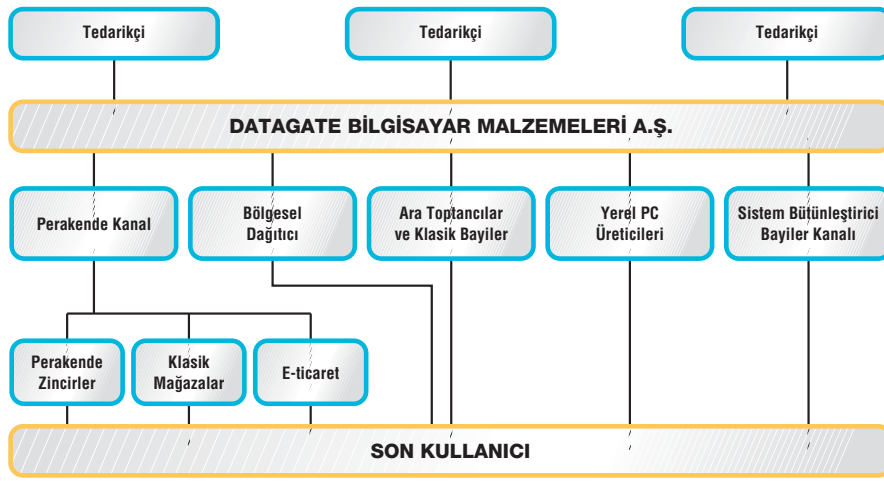 Tedarikçi
Tedarikçi
Tedarikçi
DATAGATE BİLGİSAYAR MALZEMELERİ A.Ş.
Perakende Kanal
Bölgesel
Dağıtıcı
Ara Toptancılar
ve Klasik Bayiler
Yerel PC
Üreticileri
Sistem Bütünleştirici
Bayiler Kanalı
Perakende
Zincirler
Klasik
Mağazalar
E-ticaret
SON KULLANICI